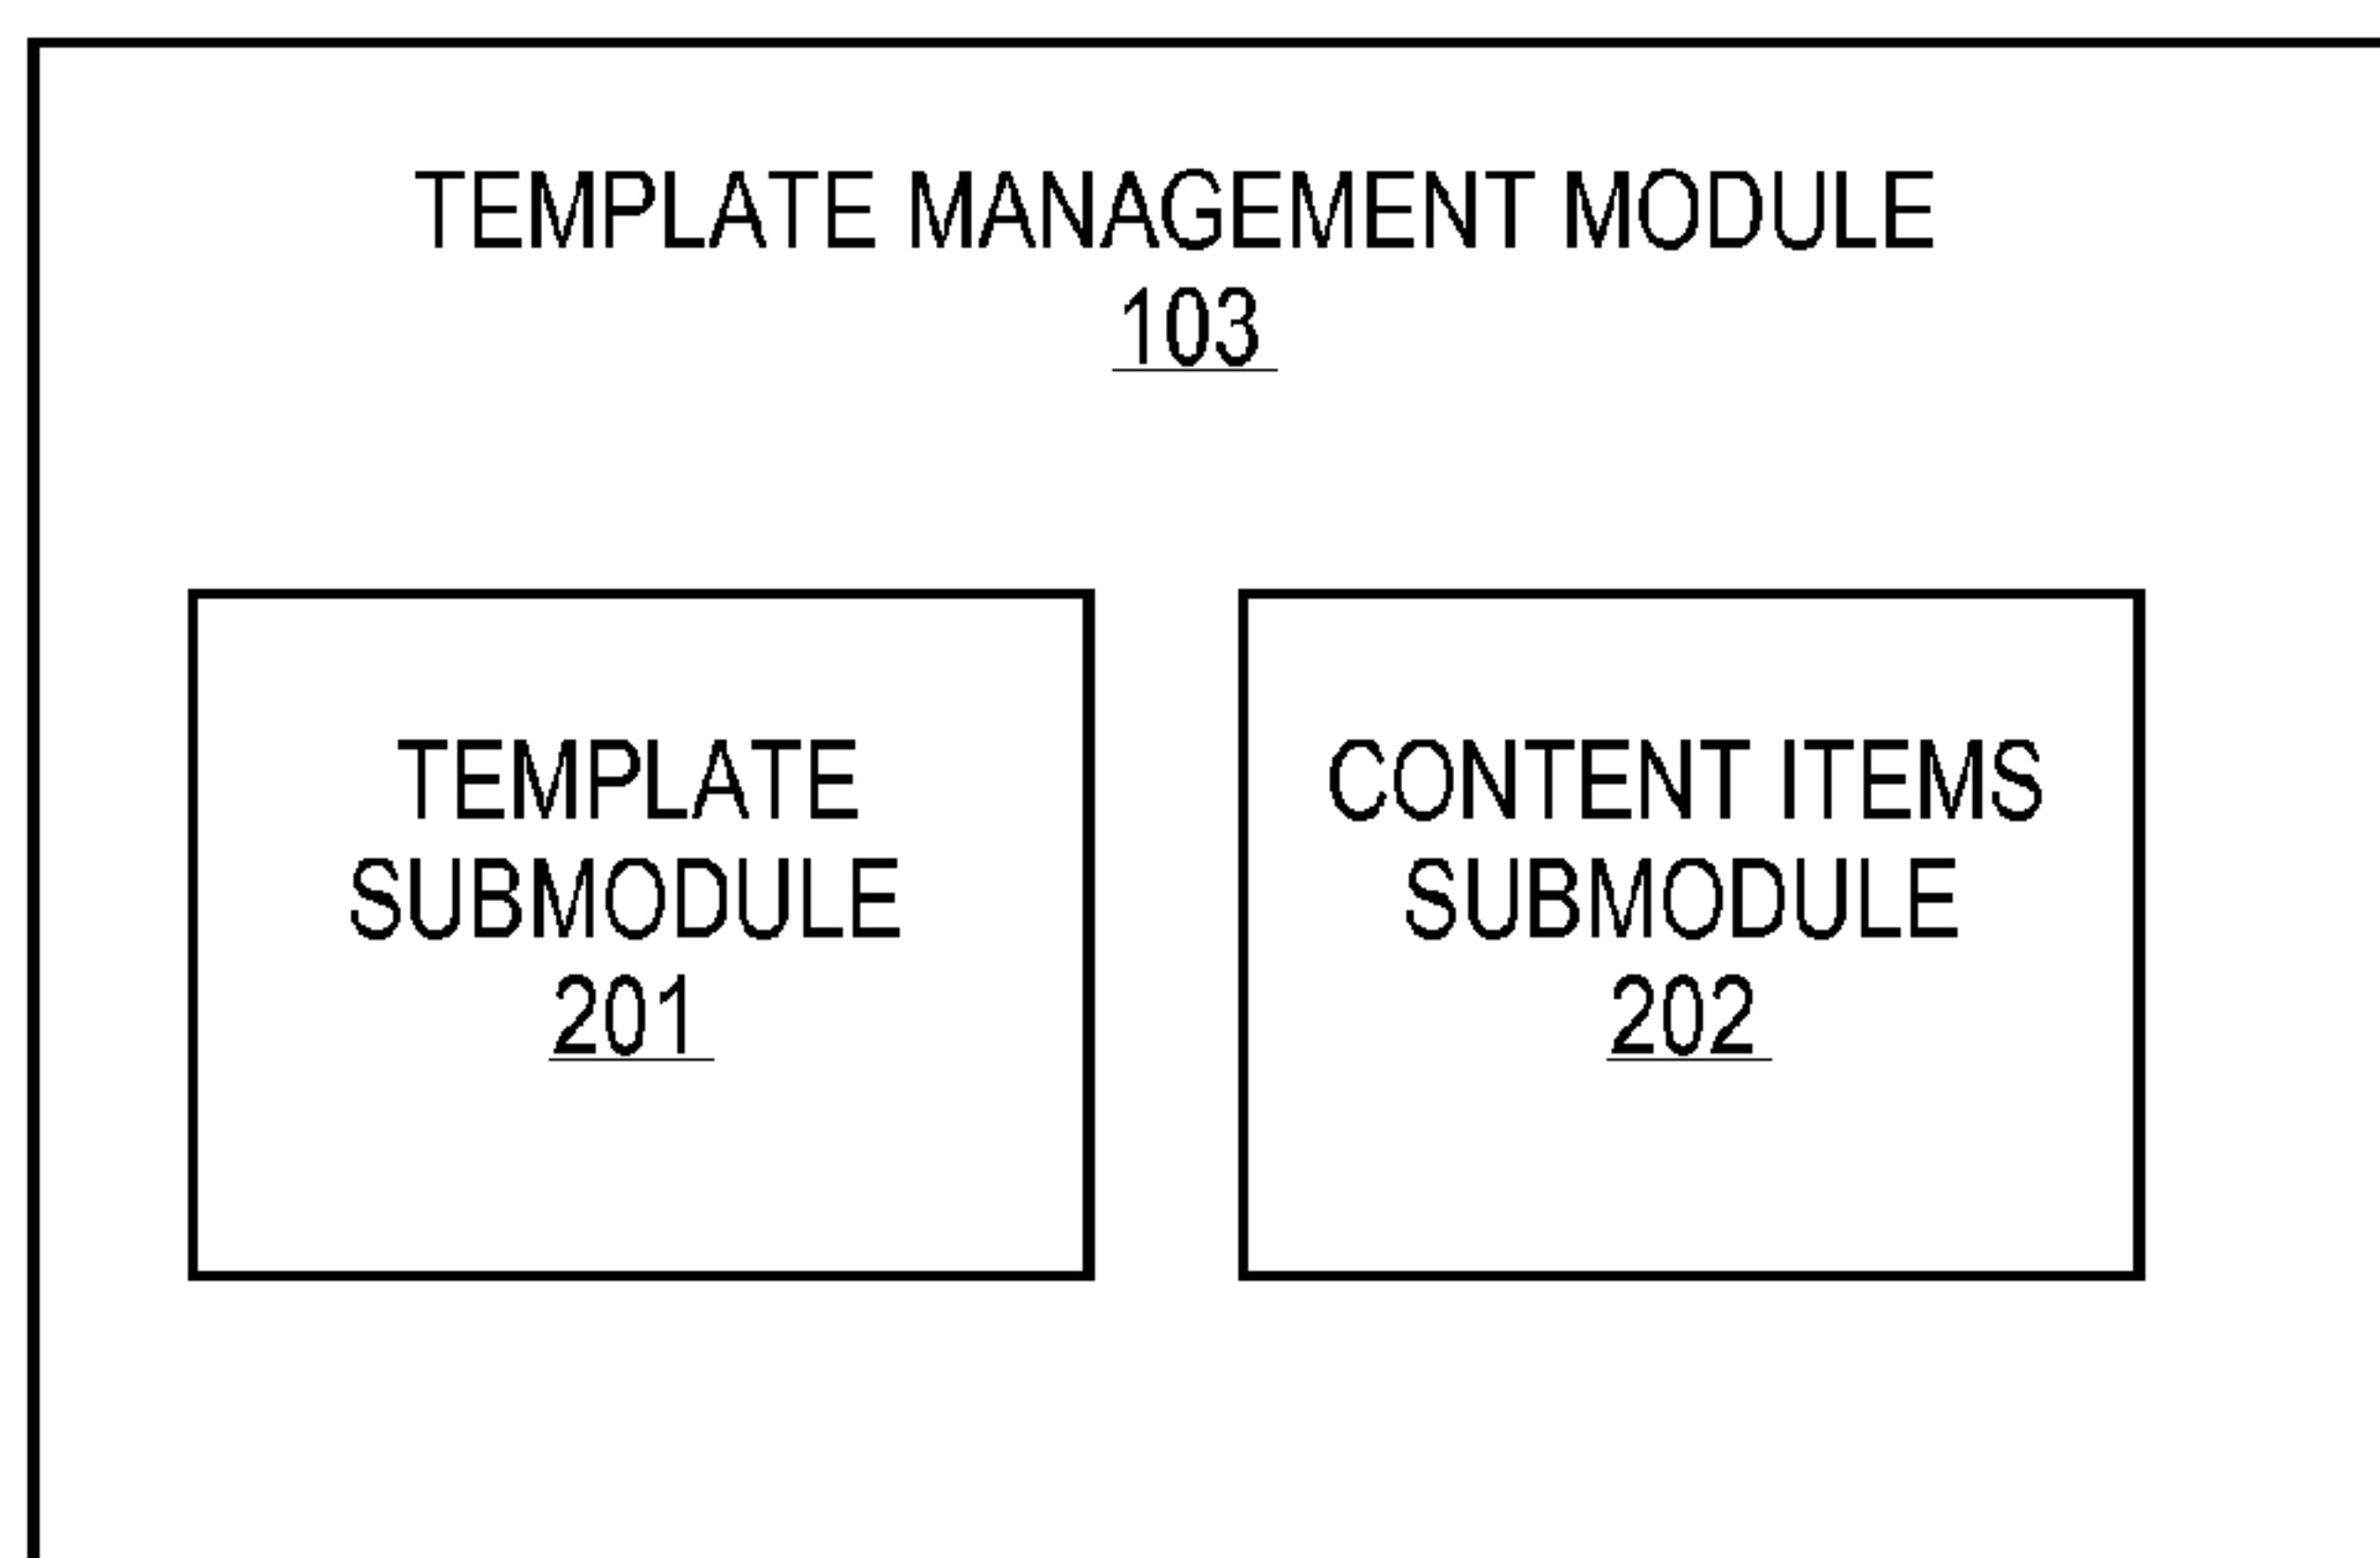 TEMPLATE MANAGEMENT MODULE
103
TEMPLATE
SUBMODULE
201
CONTENT ITEMS
SUBMODULE
202